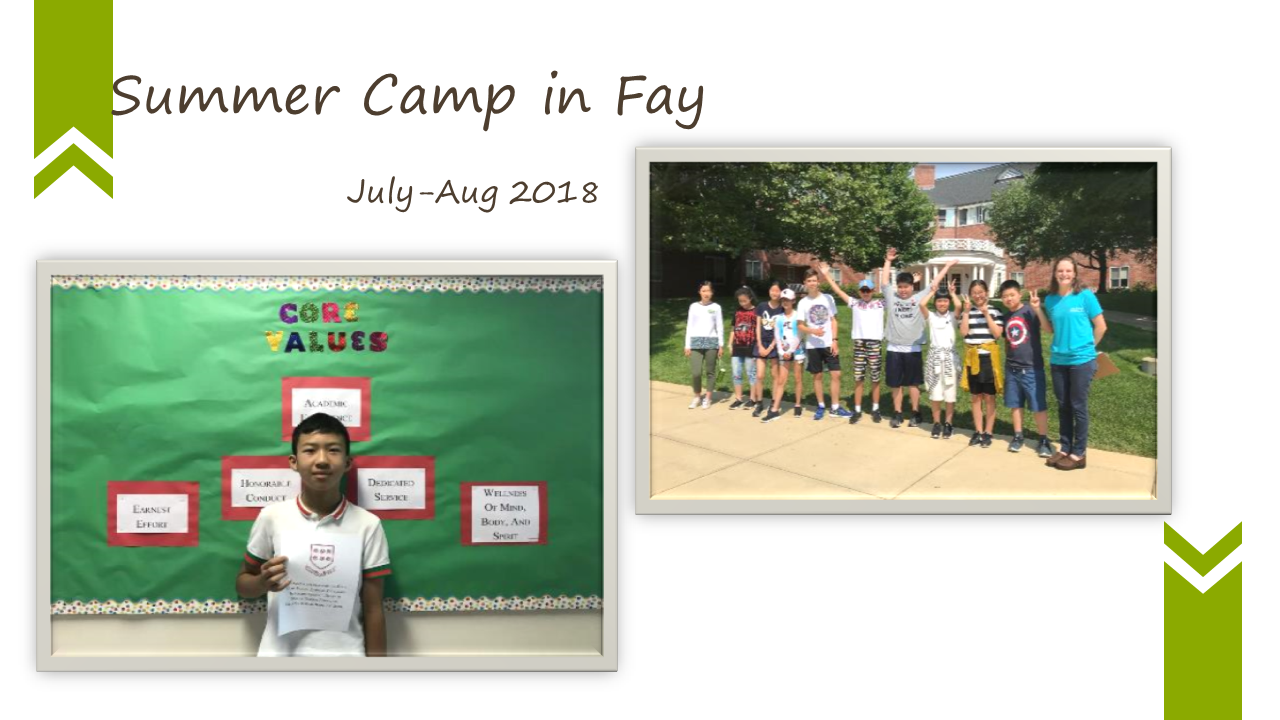 Summer Camp in Fay
July-Aug 2018
CORE
VALUES
ACADEMIC
HONORABLE
CONDUCT
DEDICATED
SERVICE
EARNEST
EFFORT
WELLNESS
OF MIND,
BODY, AND
SPIRIT